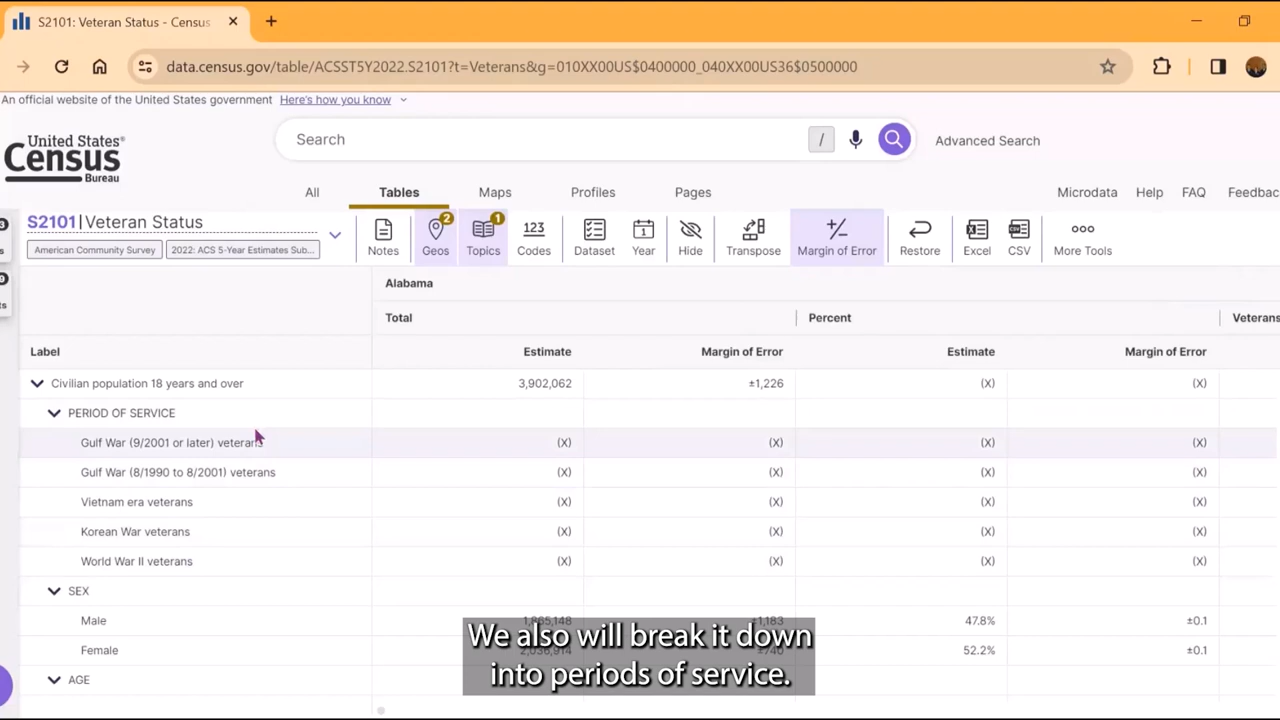 S2101: Veteran Status - Census
data.census.gov/table/ACSST5Y2022.S2101?t=Veterans&g=010XX00US$0400000_040XX00US36$0500000
An official website of the United States government Here's how you know
United States®
Census
Bureau
Search / Advanced Search
All Tables Maps Profiles Pages Microdata Help FAQ Feedbac
S2101 | Veteran Status
American Community Survey 2022: ACS 5-Year Estimates Sub...
Notes Geos 2 Topics 1 123 Codes Dataset 1 Year Hide Transpose +/- Margin of Error Restore Excel CSV More Tools
Alabama
Total Percent Veterans
Label Estimate Margin of Error Estimate Margin of Error
Civilian population 18 years and over 3,902,062 ±1,226 (X) (X)
PERIOD OF SERVICE
Gulf War (9/2001 or later) veterans (X) (X) (X) (X)
Gulf War (8/1990 to 8/2001) veterans (X) (X) (X) (X)
Vietnam era veterans (X) (X) (X) (X)
Korean War veterans (X) (X) (X) (X)
World War II veterans (X) (X) (X) (X)
SEX
Male 47.8% ±0.1
Female 52.2% ±0.1
AGE
We also will break it down
into periods of service.